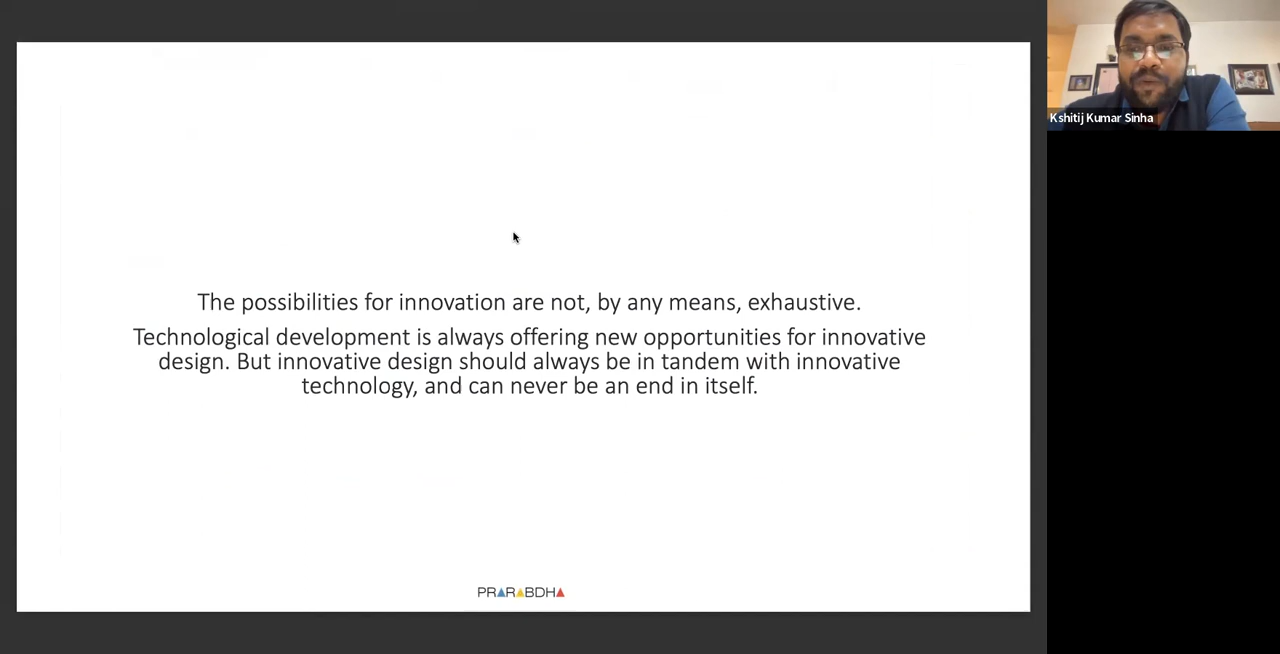 The possibilities for innovation are not, by any means, exhaustive.
Technological development is always offering new opportunities for innovative
design. But innovative design should always be in tandem with innovative
technology, and can never be an end in itself.
PRARABDHA
Kshitij Kumar Sinha